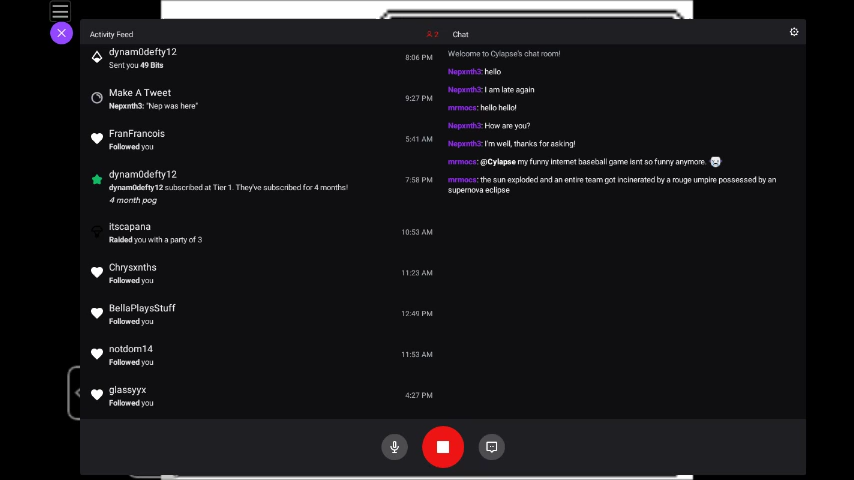 Activity Feed
2
Chat
dynam0defty12
Sent you 49 Bits
8:06 PM
Make A Tweet
Nepxnth3: "Nep was here"
9:27 PM
FranFrancois
Followed you
5:41 AM
dynam0defty12
dynam0defty12 subscribed at Tier 1. They've subscribed for 4 months!
4 month pog
7:58 PM
itscapana
Raided you with a party of 3
10:53 AM
Chrysxnths
Followed you
11:23 AM
BellaPlaysStuff
Followed you
12:49 PM
notdom14
Followed you
11:53 AM
glassyyx
Followed you
4:27 PM
Welcome to Cylapse's chat room!
Nepxnth3: hello
Nepxnth3: I am late again
mrmocs: hello hello!
Nepxnth3: How are you?
Nepxnth3: I'm well, thanks for asking!
mrmocs: @Cylapse my funny internet baseball game isnt so funny anymore.
mrmocs: the sun exploded and an entire team got incinerated by a rouge umpire possessed by an
supernova eclipse